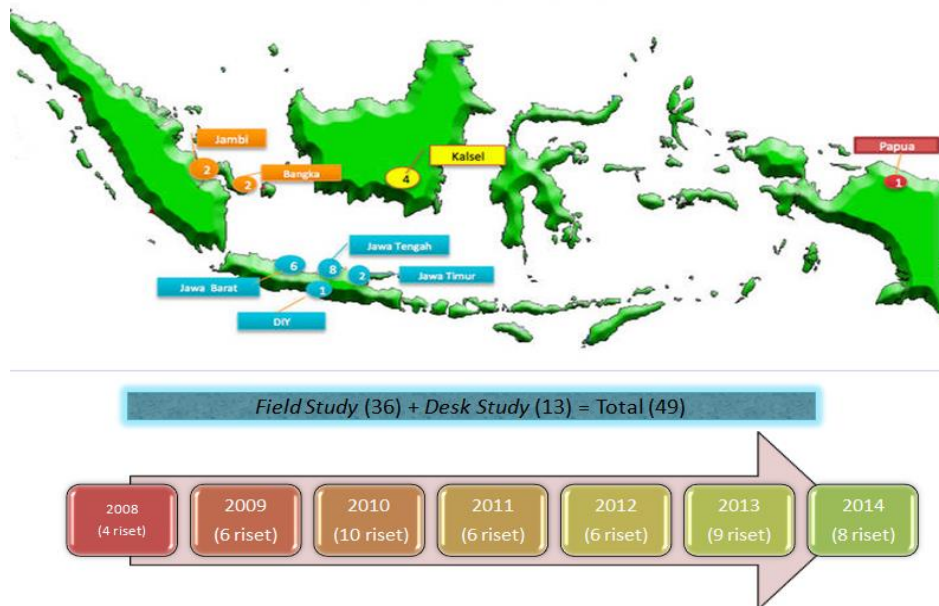 Jambi
2
2
Bangka
Kalsel
4
Papua
1
Jawa Tengah
6
8
2
Jawa Timur
Jawa Barat
1
DIY
Field Study (36) + Desk Study (13) = Total (49)
2008
(4 riset)
2009
(6 riset)
2010
(10 riset)
2011
(6 riset)
2012
(6 riset)
2013
(9 riset)
2014
(8 riset)